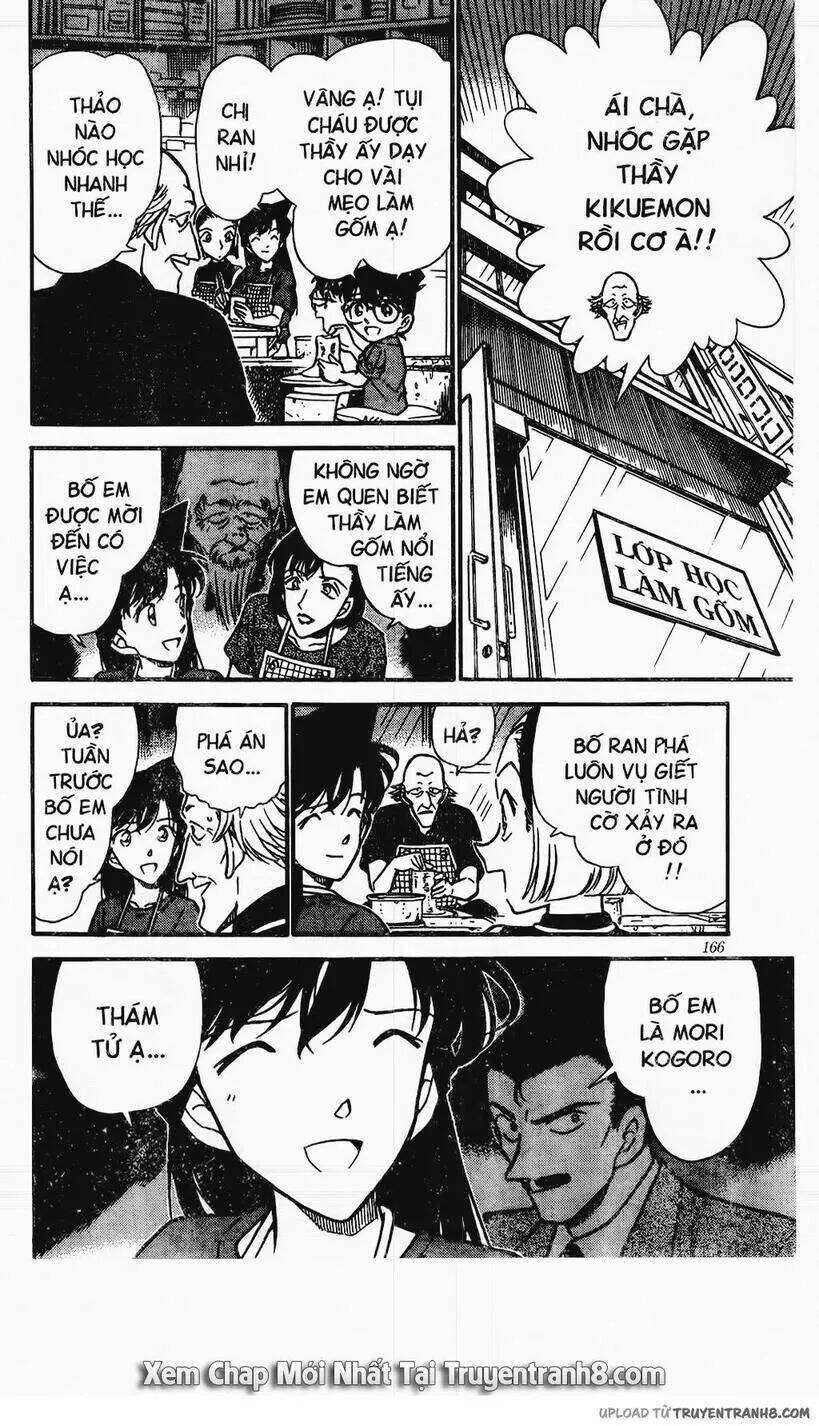 ÁI CHÀ,
NHÓC GẶP
THẦY
KIKUEMON
RỒI CƠ À!!
LỚP HỌC
LÀM GỐM
VÂNG Ạ! TỤI
CHÁU ĐƯỢC
THẦY ẤY DẠY
CHO VÀI
MẸO LÀM
GỐM Ạ!
CHỊ
RAN
NHỈ!
THẢO
NÀO
NHÓC HỌC
NHANH
THẾ...
KHÔNG NGỜ
EM QUEN BIẾT
THẦY LÀM
GỐM NỔI
TIẾNG
ẤY...
BỐ EM
ĐƯỢC MỜI
ĐẾN CÓ
VIỆC
Ạ...
BỐ RAN PHÁ
LUÔN VỤ GIẾT
NGƯỜI TÌNH
CỜ XẢY RA
Ở ĐÓ
!!
HẢ?
PHÁ ÁN
SAO...
ỦA?
TUẦN
TRƯỚC
BỐ EM
CHƯA
NÓI
Ạ?
166
BỐ EM
LÀ MORI
KOGORO
...
THÁM
TỬ Ạ...
Xem Chap Mới Nhất Tại Truyentranh8.com
UPLOAD TỪ TRUYENTRANH8.COM